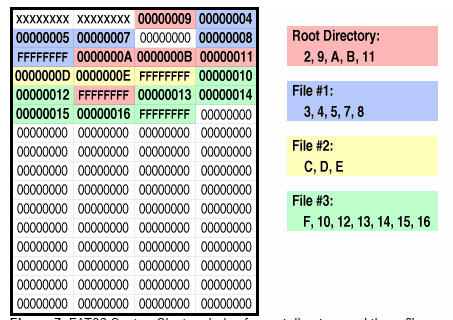 XXXXXXXX XXXXXXXX 00000009 00000004
00000005 00000007 00000000 00000008
FFFFFFFF 0000000A 0000000B 00000011
0000000D 0000000E FFFFFFFF 00000010
00000012 FFFFFFFF 00000013 00000014
00000015 00000016 FFFFFFFF 00000000
00000000 00000000 00000000 00000000
00000000 00000000 00000000 00000000
00000000 00000000 00000000 00000000
00000000 00000000 00000000 00000000
00000000 00000000 00000000 00000000
00000000 00000000 00000000 00000000
00000000 00000000 00000000 00000000
00000000 00000000 00000000 00000000
00000000 00000000 00000000 00000000
00000000 00000000 00000000 00000000
Root Directory:
2, 9, A, B, 11
File #1:
3, 4, 5, 7, 8
File #2:
C, D, E
File #3:
F, 10, 12, 13, 14, 15, 16